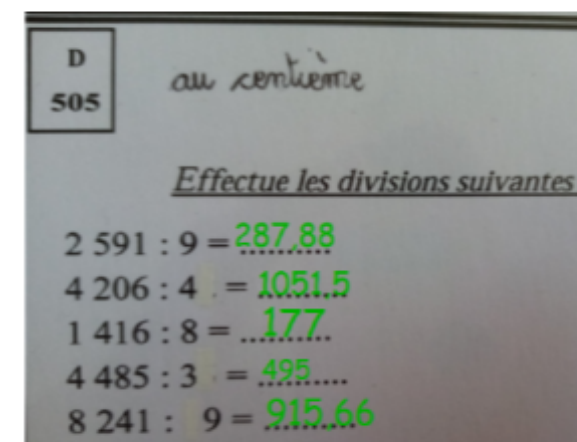 D
505
au centième
Effectue les divisions suivantes
2 591 : 9 = 287,88
4 206 : 4 = 1051,5
1 416 : 8 = 177
4 485 : 3 = 495
8 241 : 9 = 915,66